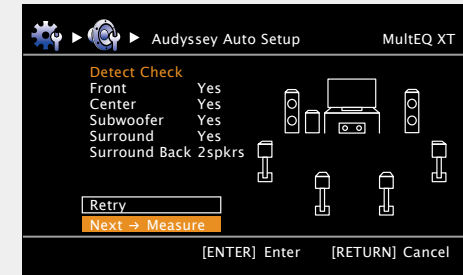 Audyssey Auto Setup MultEQ XT
Detect Check
Front Yes
Center Yes
Subwoofer Yes
Surround Yes
Surround Back 2spkrs
Retry
Next → Measure
[ENTER] Enter [RETURN] Cancel